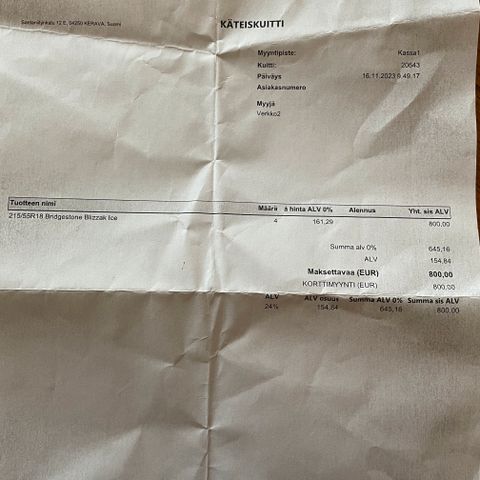 12 E, 04250 KERAVA, Suomi
KÄTEISKUITTI
Myyntipiste: Kassa1
Kuitti: 20643
Päiväys 16.11.2023 9.49.17
Asiakasnumero
Myyjä
Verkko2
Tuotteen nimi Määrä á hinta ALV 0% Alennus Yht. sis ALV
215/55R18 Bridgestone Blizzak Ice 4 161,29 800,00
Summa alv 0% 645,16
ALV 154,84
Maksettavaa (EUR) 800,00
KORTTIMYYNTI (EUR) 800,00
ALV ALV osuus Summa ALV 0% Summa sis ALV
24% 154,84 645,16 800,00